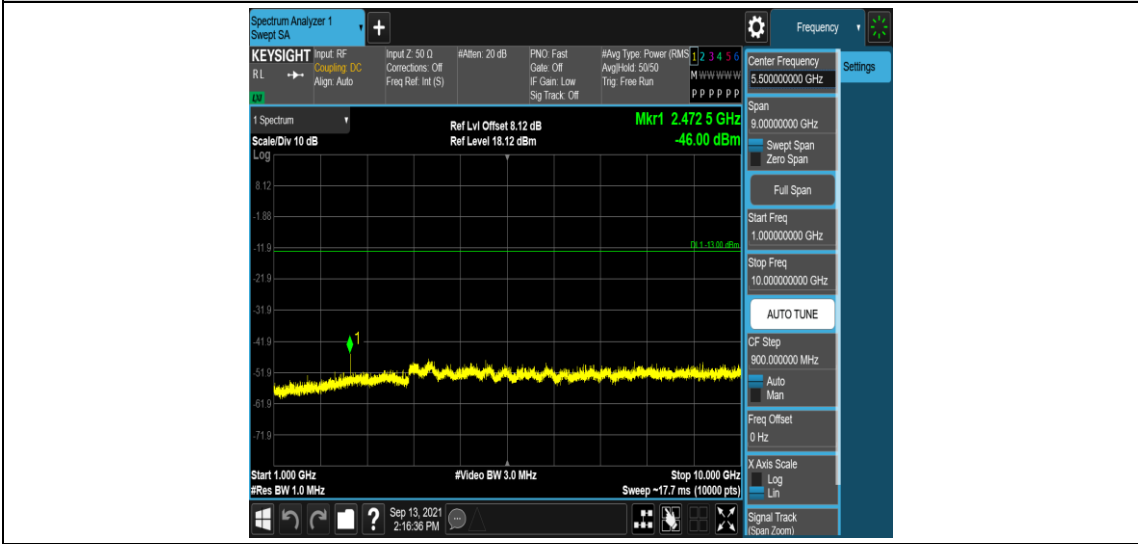 Spectrum Analyzer 1
Swept SA
+
Frequency
KEYSIGHT
RL
LM
Input: RF
Coupling: DC
Align: Auto
Input Z: 50 Ω
Corrections: Off
Freq Ref: Int (S)
#Atten: 20 dB
PNO: Fast
Gate: Off
IF Gain: Low
Sig Track: Off
#Avg Type: Power (RMS
Avg|Hold: 50/50
Trig: Free Run
1 2 3 4 5 6
M W W W W W
P P P P P P
1 Spectrum
Scale/Div 10 dB
Log
Ref Lvl Offset 8.12 dB
Ref Level 18.12 dBm
Mkr1 2.472 5 GHz
-46.00 dBm
8.12
-1.88
-11.9
DL1 -13.00 dBm
-21.9
-31.9
-41.9
1
-51.9
-61.9
-71.9
Start 1.000 GHz
#Res BW 1.0 MHz
#Video BW 3.0 MHz
Stop 10.000 GHz
Sweep ~17.7 ms (10000 pts)
?
Sep 13, 2021
2:16:36 PM
Center Frequency
5.500000000 GHz
Settings
Span
9.00000000 GHz
Swept Span
Zero Span
Full Span
Start Freq
1.000000000 GHz
Stop Freq
10.000000000 GHz
AUTO TUNE
CF Step
900.000000 MHz
Auto
Man
Freq Offset
0 Hz
X Axis Scale
Log
Lin
Signal Track
(Span Zoom)